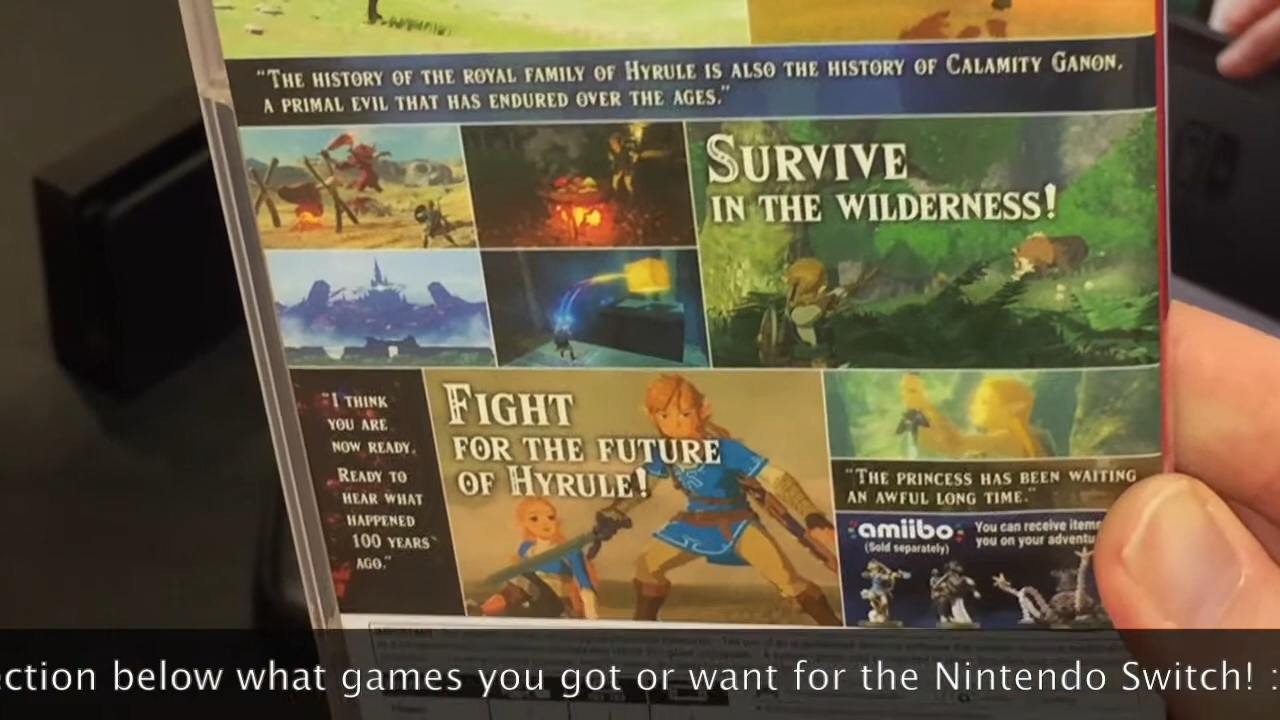 "The history of the royal family of Hyrule is also the history of Calamity Ganon,
a primal evil that has endured over the ages."
Survive
in the wilderness!
"I think
you are
now ready.
Ready to
hear what
happened
100 years
ago."
Fight
for the future
of Hyrule!
"The princess has been waiting
an awful long time."
amiibo
(Sold separately)
You can receive items
you on your adventu
ection below what games you got or want for the Nintendo Switch! :